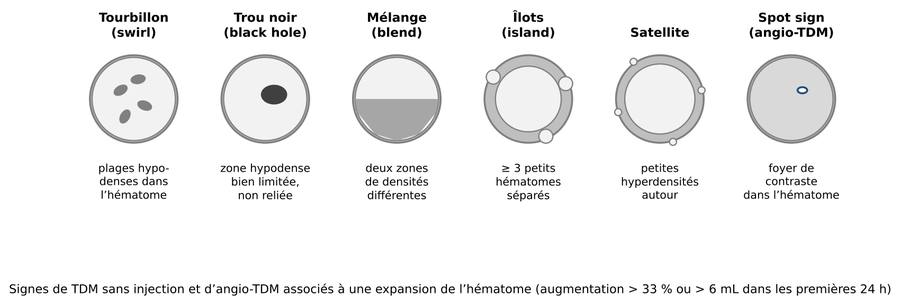 Tourbillon
(swirl)
Trou noir
(black hole)
Mélange
(blend)
Îlots
(island)
Satellite
Spot sign
(angio-TDM)
plages hypo-
denses dans
l’hématome
zone hypodense
bien limitée,
non reliée
deux zones
de densités
différentes
≥ 3 petits
hématomes
séparés
petites
hyperdensités
autour
foyer de
contraste
dans l’hématome
Signes de TDM sans injection et d’angio-TDM associés à une expansion de l’hématome (augmentation > 33 % ou > 6 mL dans les premières 24 h)